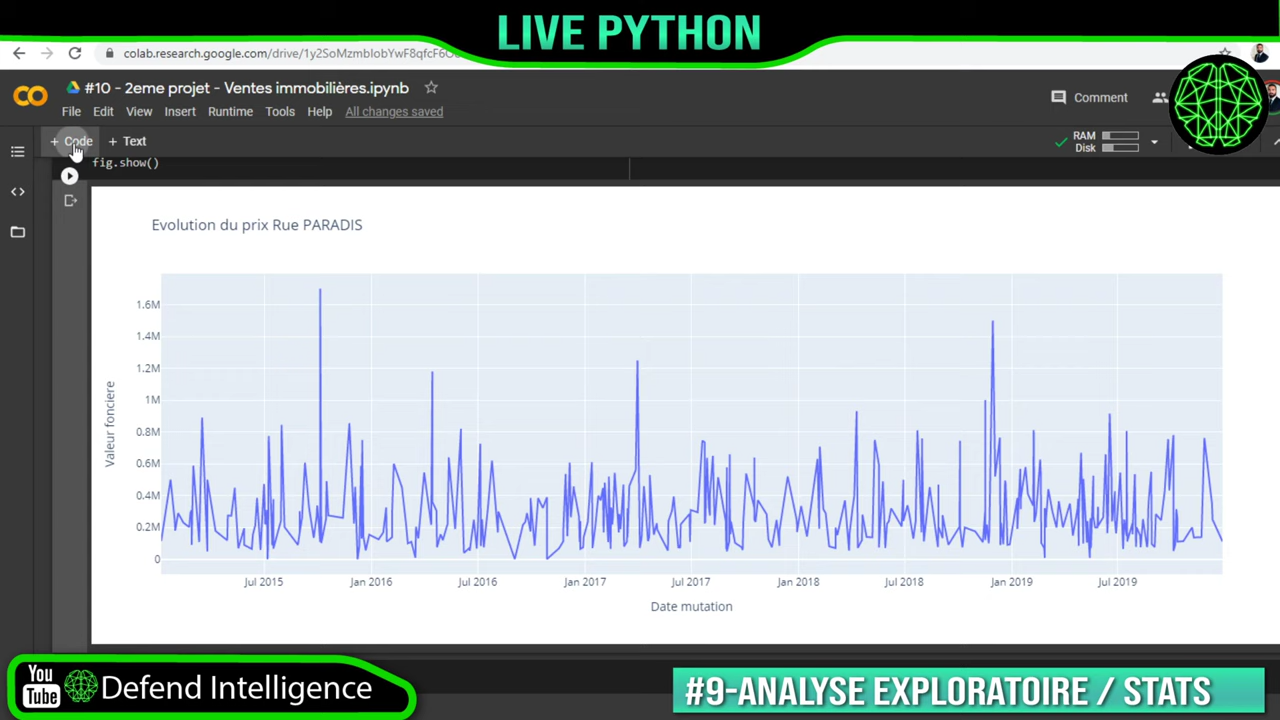 LIVE PYTHON
colab.research.google.com/drive/1y2SoMzmbIobYwF8qfcF6O
#10 - 2eme projet - Ventes immobilières.ipynb
File Edit View Insert Runtime Tools Help All changes saved
Comment
+ Code + Text
RAM
Disk
fig.show()
Evolution du prix Rue PARADIS
Valeur fonciere
1.6M
1.4M
1.2M
1M
0.8M
0.6M
0.4M
0.2M
0
Jul 2015 Jan 2016 Jul 2016 Jan 2017 Jul 2017 Jan 2018 Jul 2018 Jan 2019 Jul 2019
Date mutation
You
Tube
Defend Intelligence
#9-ANALYSE EXPLORATOIRE / STATS